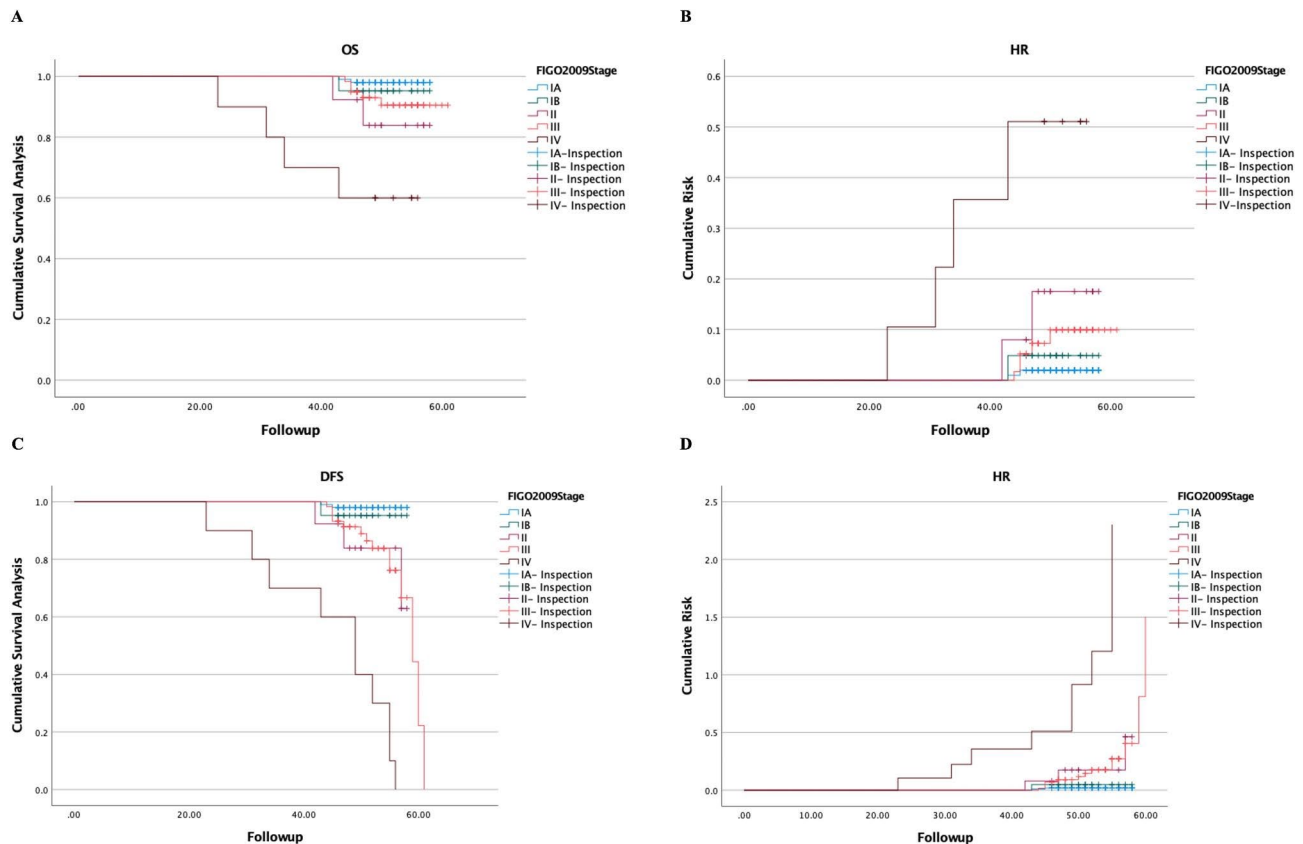 A
OS
Cumulative Survival Analysis
1.0
0.8
0.6
0.4
0.2
0.0
.00 20.00 40.00 60.00
Followup
FIGO2009Stage
IA
IB
II
III
IV
IA-Inspection
IB- Inspection
II- Inspection
III- Inspection
IV- Inspection
B
HR
Cumulative Risk
0.6
0.5
0.4
0.3
0.2
0.1
0.0
.00 20.00 40.00 60.00
Followup
FIGO2009Stage
IA
IB
II
III
IV
IA- Inspection
IB- Inspection
II- Inspection
III- Inspection
IV-Inspection
C
DFS
Cumulative Survival Analysis
1.0
0.8
0.6
0.4
0.2
0.0
.00 20.00 40.00 60.00
Followup
FIGO2009Stage
IA
IB
II
III
IV
IA- Inspection
IB- Inspection
II- Inspection
III- Inspection
IV- Inspection
D
HR
Cumulative Risk
2.5
2.0
1.5
1.0
0.5
0.0
.00 10.00 20.00 30.00 40.00 50.00 60.00
Followup
FIGO2009Stage
IA
IB
II
III
IV
IA- Inspection
IB- Inspection
II- Inspection
III- Inspection
IV- Inspection